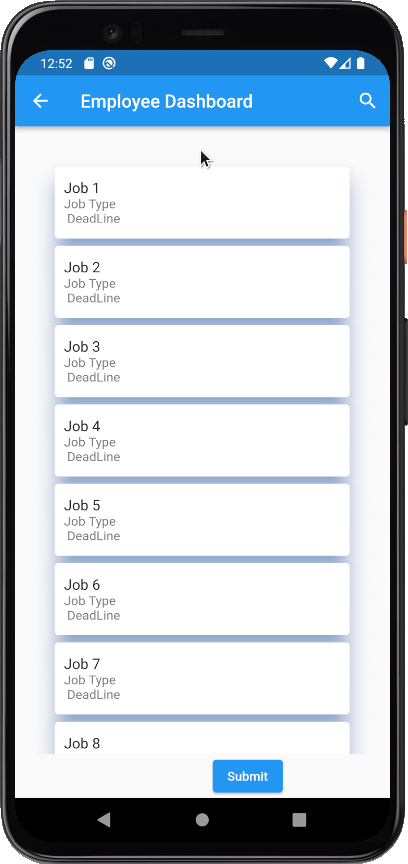 12:52
Employee Dashboard
Job 1
Job Type
DeadLine
Job 2
Job Type
DeadLine
Job 3
Job Type
DeadLine
Job 4
Job Type
DeadLine
Job 5
Job Type
DeadLine
Job 6
Job Type
DeadLine
Job 7
Job Type
DeadLine
Job 8
Submit